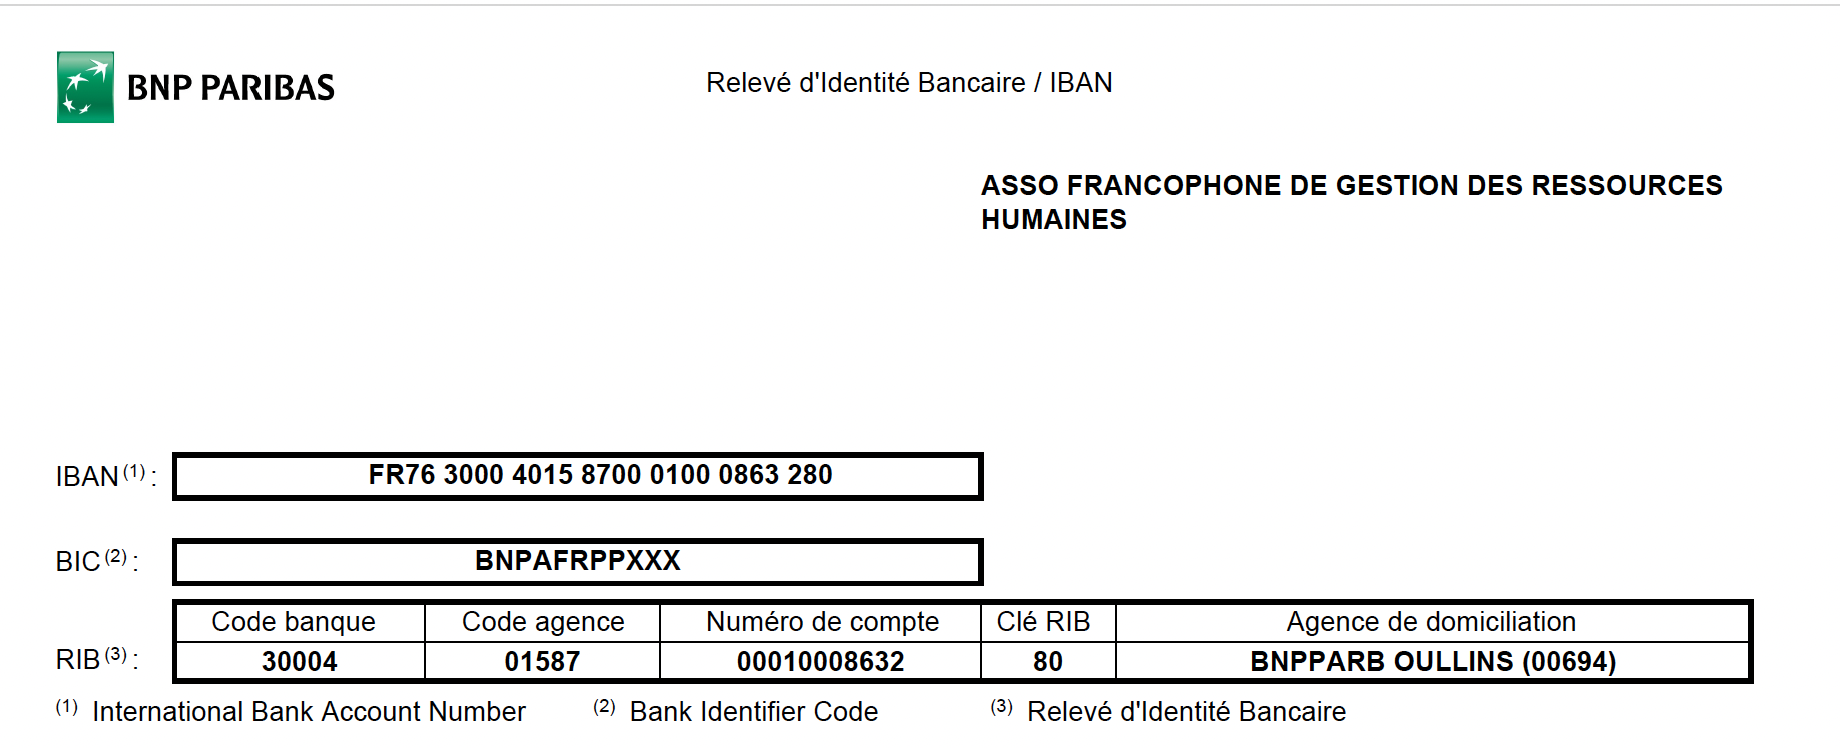 BNP PARIBAS
Relevé d'Identité Bancaire / IBAN
ASSO FRANCOPHONE DE GESTION DES RESSOURCES
HUMAINES
IBAN (1) : FR76 3000 4015 8700 0100 0863 280
BIC (2) : BNPAFRPPXXX
Code banque Code agence Numéro de compte Clé RIB Agence de domiciliation
RIB (3) : 30004 01587 00010008632 80 BNPPARB OULLINS (00694)
(1) International Bank Account Number (2) Bank Identifier Code (3) Relevé d'Identité Bancaire